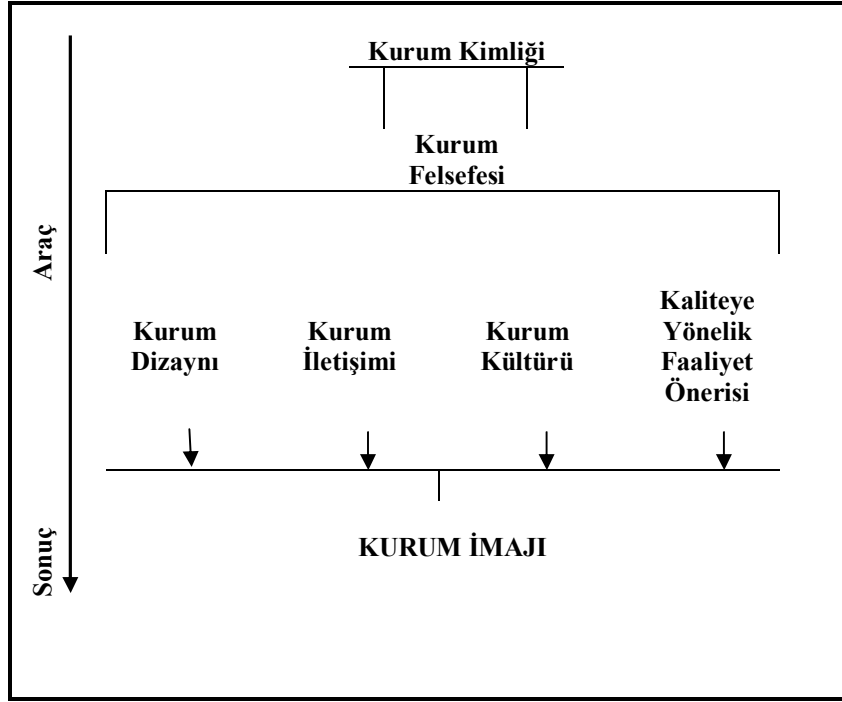 Kurum Kimliği
Kurum
Felsefesi
Araç
Kurum
Dizaynı
Kurum
İletişimi
Kurum
Kültürü
Kaliteye
Yönelik
Faaliyet
Önerisi
Sonuç
KURUM İMAJI